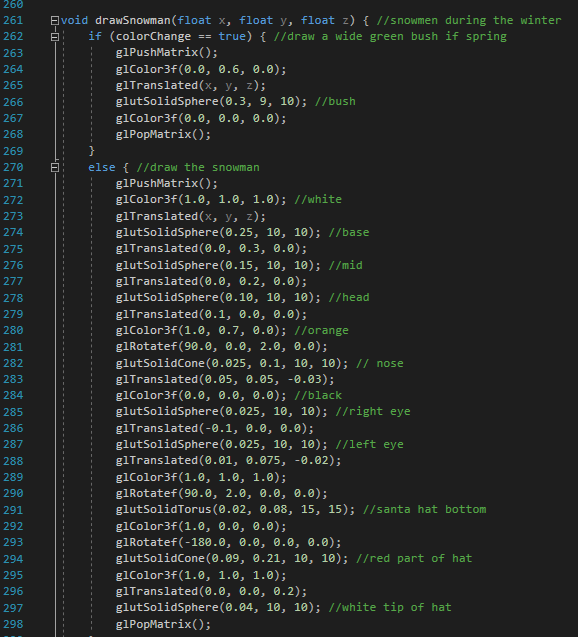 260
261 void drawSnowman(float x, float y, float z) { //snowmen during the winter
262 if (colorChange == true) { //draw a wide green bush if spring
263 glPushMatrix();
264 glColor3f(0.0, 0.6, 0.0);
265 glTranslated(x, y, z);
266 glutSolidSphere(0.3, 9, 10); //bush
267 glColor3f(0.0, 0.0, 0.0);
268 glPopMatrix();
269 }
270 else { //draw the snowman
271 glPushMatrix();
272 glColor3f(1.0, 1.0, 1.0); //white
273 glTranslated(x, y, z);
274 glutSolidSphere(0.25, 10, 10); //base
275 glTranslated(0.0, 0.3, 0.0);
276 glutSolidSphere(0.15, 10, 10); //mid
277 glTranslated(0.0, 0.2, 0.0);
278 glutSolidSphere(0.10, 10, 10); //head
279 glTranslated(0.1, 0.0, 0.0);
280 glColor3f(1.0, 0.7, 0.0); //orange
281 glRotatef(90.0, 0.0, 2.0, 0.0);
282 glutSolidCone(0.025, 0.1, 10, 10); // nose
283 glTranslated(0.05, 0.05, -0.03);
284 glColor3f(0.0, 0.0, 0.0); //black
285 glutSolidSphere(0.025, 10, 10); //right eye
286 glTranslated(-0.1, 0.0, 0.0);
287 glutSolidSphere(0.025, 10, 10); //left eye
288 glTranslated(0.01, 0.075, -0.02);
289 glColor3f(1.0, 1.0, 1.0);
290 glRotatef(90.0, 2.0, 0.0, 0.0);
291 glutSolidTorus(0.02, 0.08, 15, 15); //santa hat bottom
292 glColor3f(1.0, 0.0, 0.0);
293 glRotatef(-180.0, 0.0, 0.0, 0.0);
294 glutSolidCone(0.09, 0.21, 10, 10); //red part of hat
295 glColor3f(1.0, 1.0, 1.0);
296 glTranslated(0.0, 0.0, 0.2);
297 glutSolidSphere(0.04, 10, 10); //white tip of hat
298 glPopMatrix();